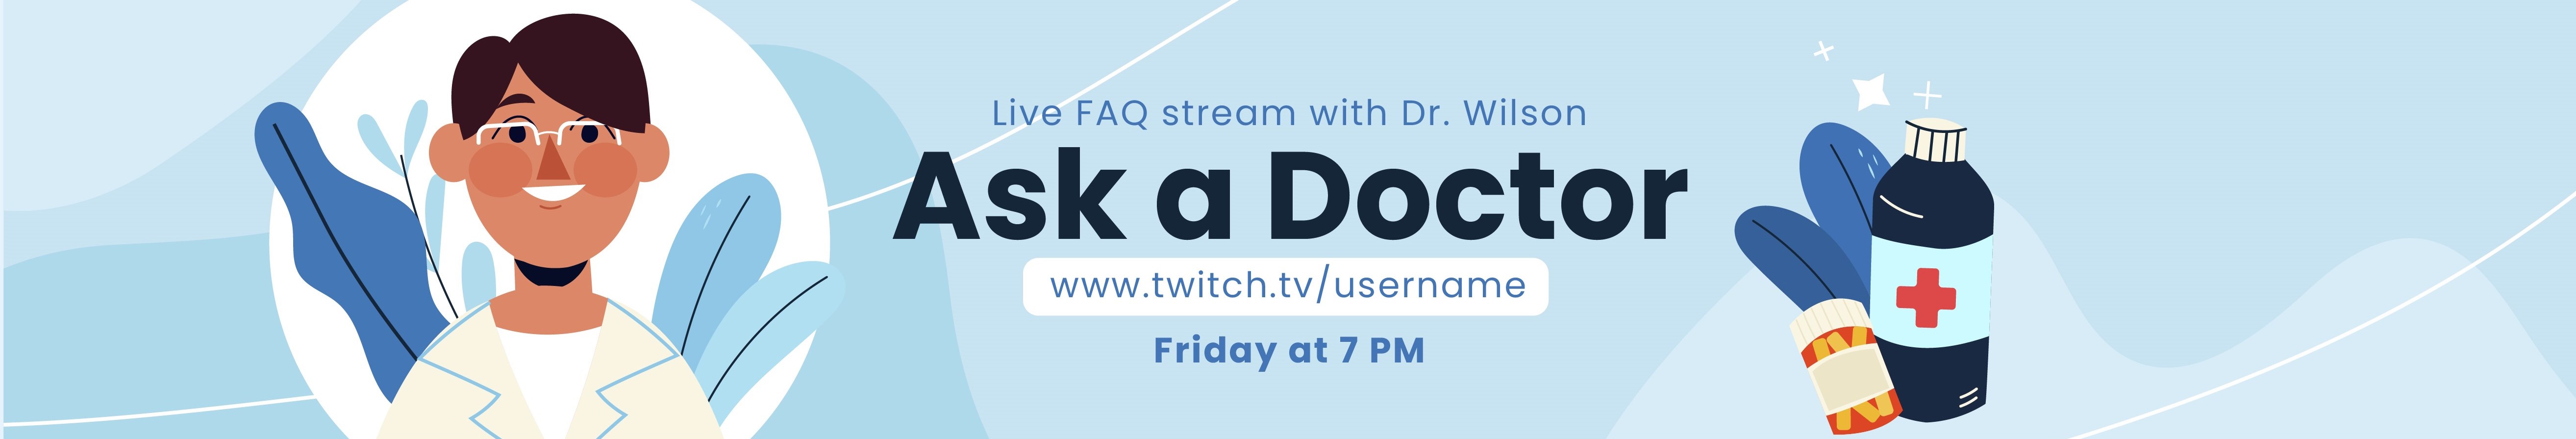 Live FAQ stream with Dr. Wilson
Ask a Doctor
www.twitch.tv/username
Friday at 7 PM